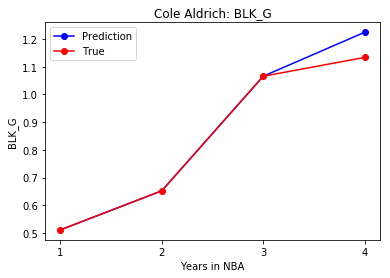 Cole Aldrich: BLK_G
Prediction
True
BLK_G
1.2
1.1
1.0
0.9
0.8
0.7
0.6
0.5
1 2 3 4
Years in NBA